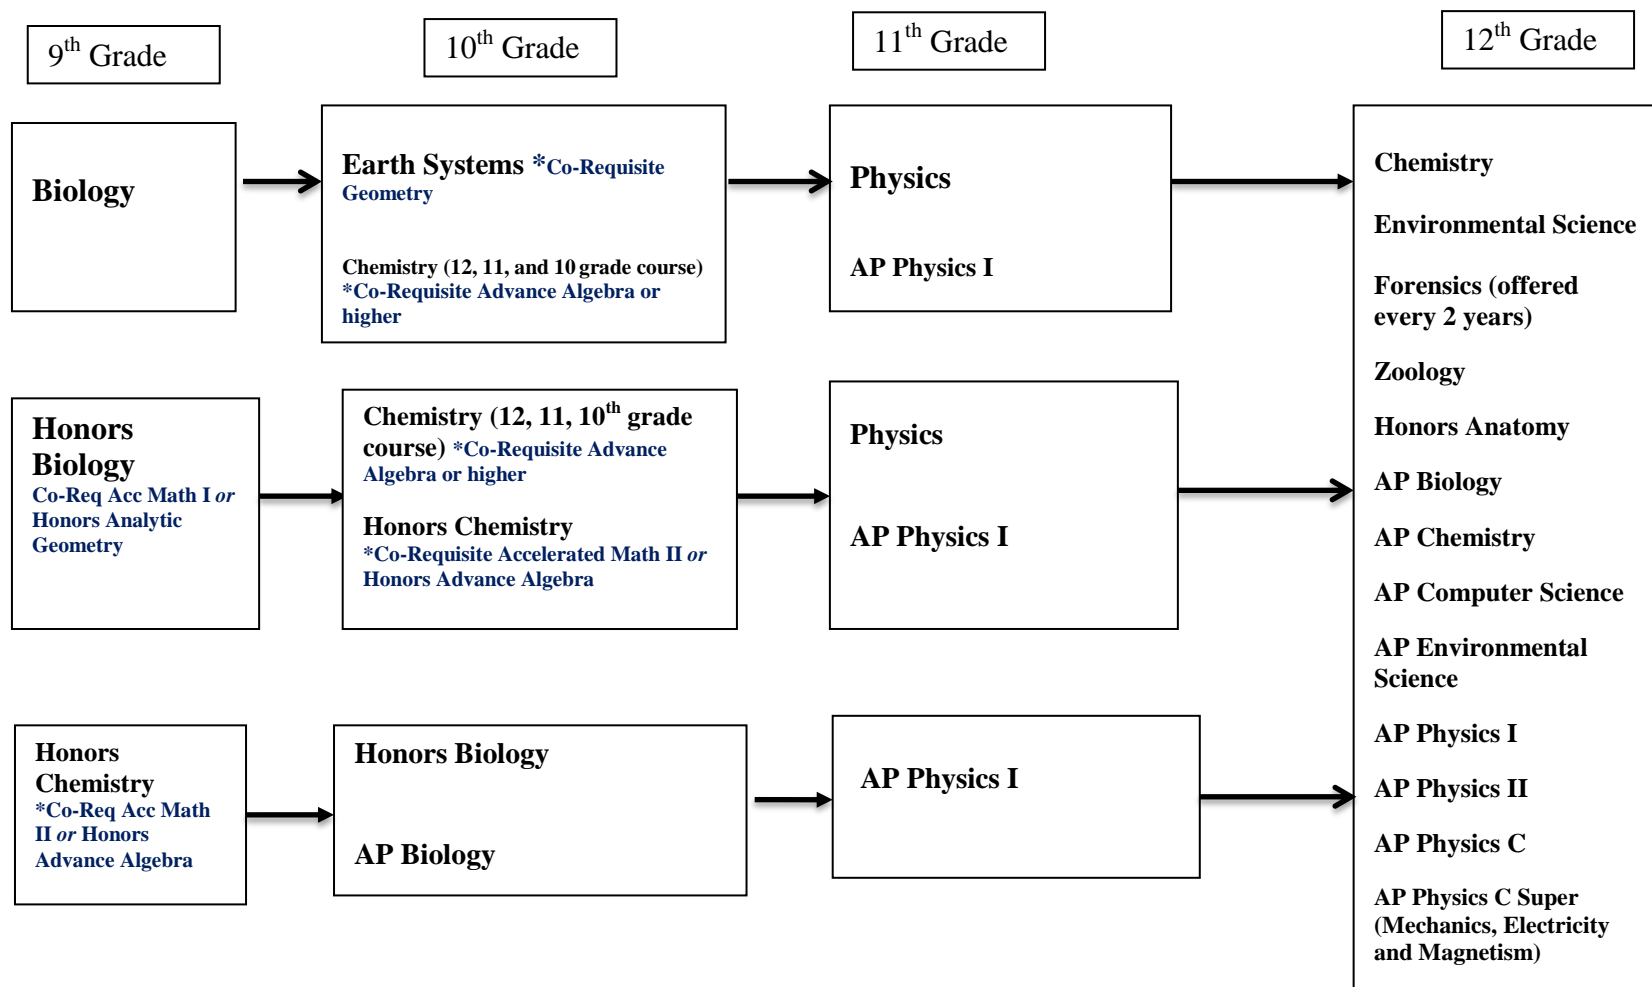 9th Grade
10th Grade
11th Grade
12th Grade
Biology
Earth Systems *Co-Requisite
Geometry
Chemistry (12, 11, and 10 grade course)
*Co-Requisite Advance Algebra or
higher
Physics
AP Physics I
Honors
Biology
Co-Req Acc Math I or
Honors Analytic
Geometry
Chemistry (12, 11, 10th grade
course) *Co-Requisite Advance
Algebra or higher
Honors Chemistry
*Co-Requisite Accelerated Math II or
Honors Advance Algebra
Physics
AP Physics I
Honors
Chemistry
*Co-Req Acc Math
II or Honors
Advance Algebra
Honors Biology
AP Biology
AP Physics I
Chemistry
Environmental Science
Forensics (offered
every 2 years)
Zoology
Honors Anatomy
AP Biology
AP Chemistry
AP Computer Science
AP Environmental
Science
AP Physics I
AP Physics II
AP Physics C
AP Physics C Super
(Mechanics, Electricity
and Magnetism)